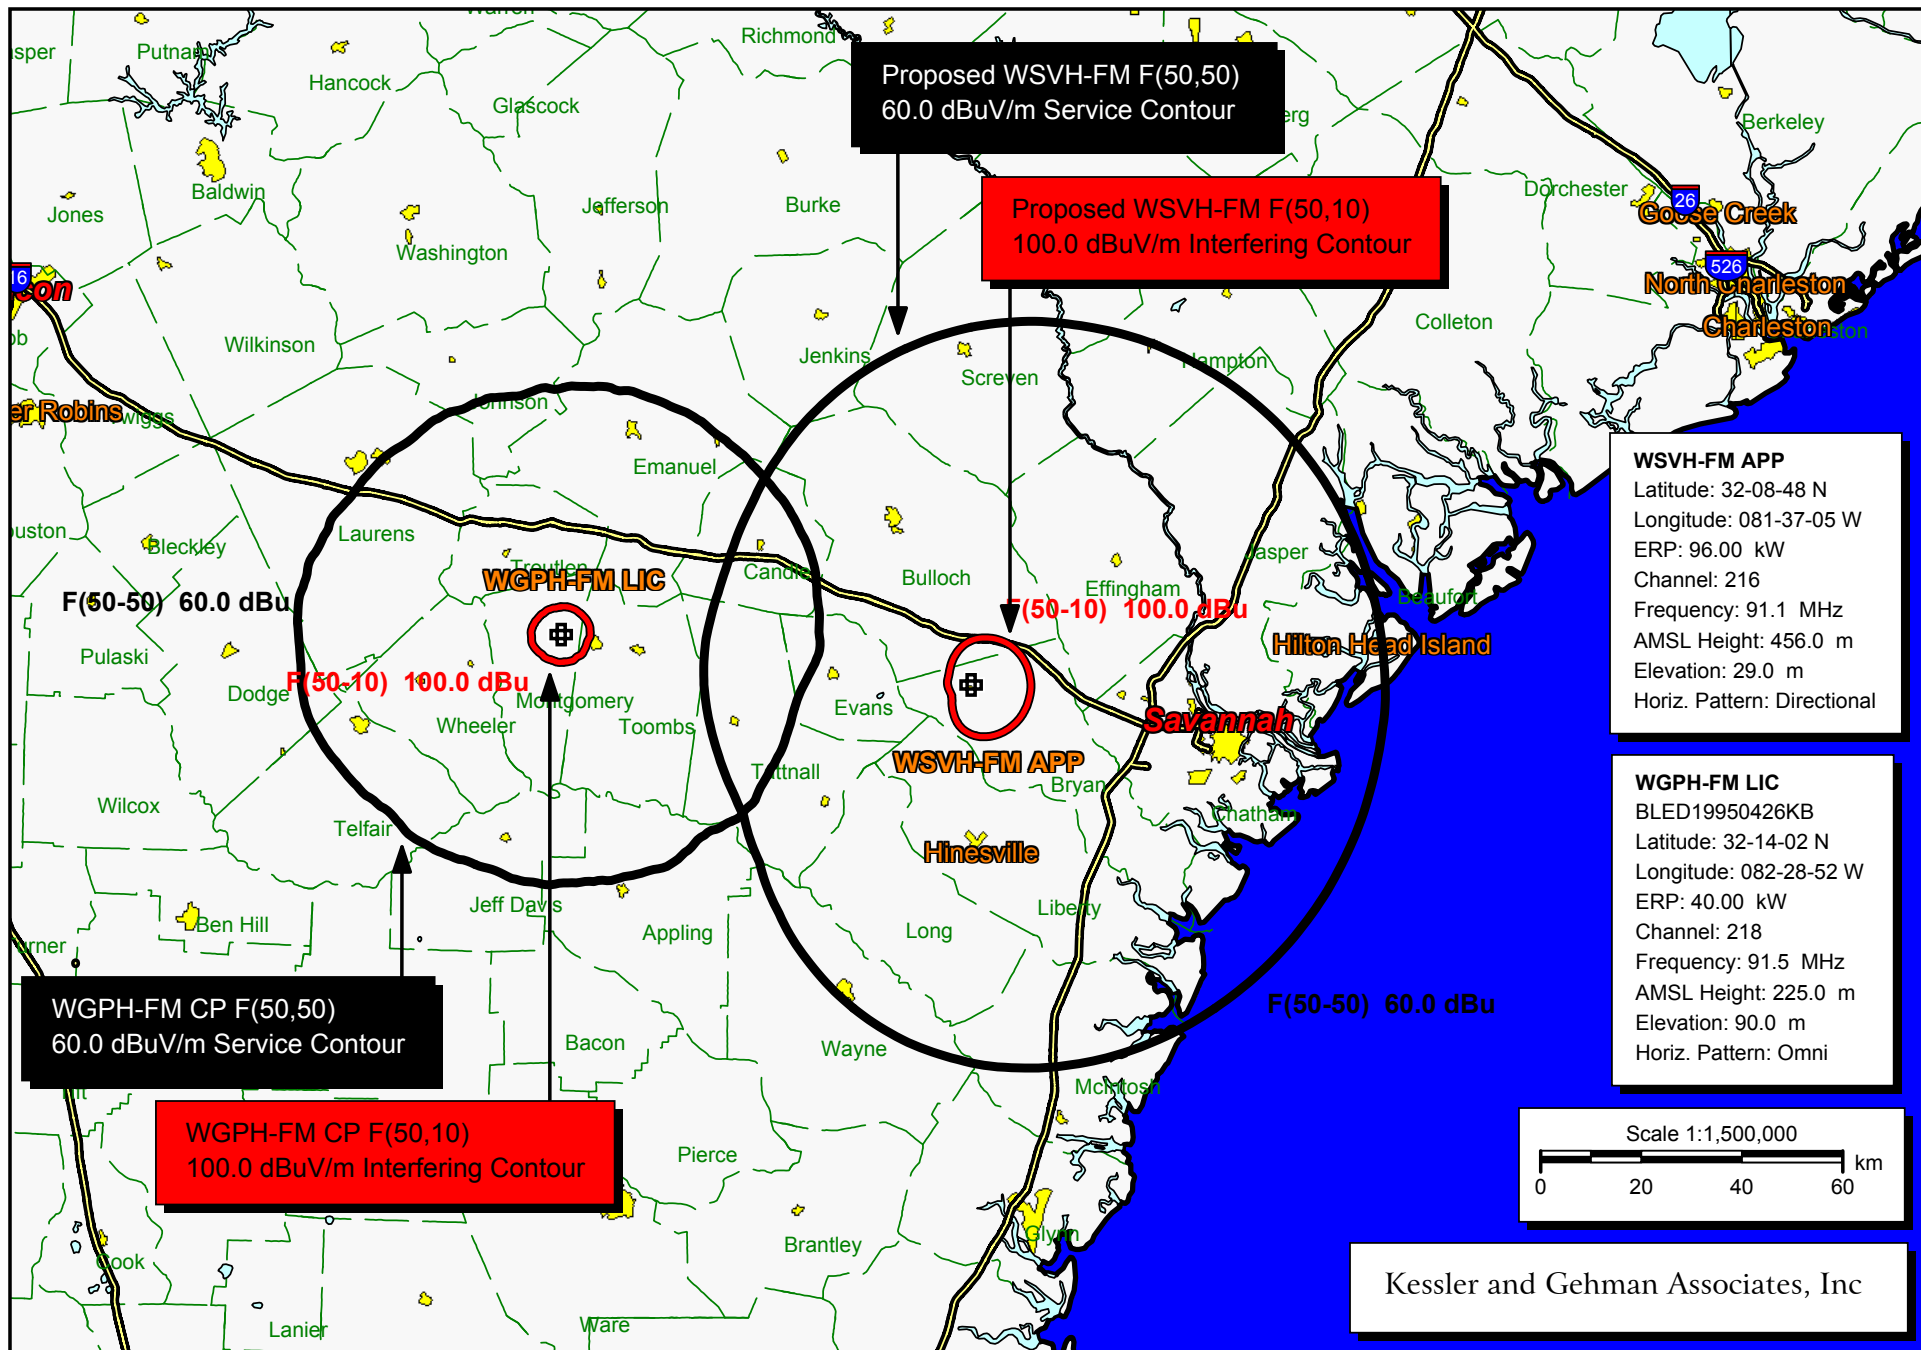 Warren
Richmond
Putnam
Hancock
Glascock
Proposed WSVH-FM F(50,50)
60.0 dBuV/m Service Contour
Berkeley
Jones
Baldwin
Jefferson
Burke
Dorchester
26
Goose Creek
Washington
Proposed WSVH-FM F(50,10)
100.0 dBuV/m Interfering Contour
16
526
North Charleston
Charleston
Wilkinson
Jenkins
Screven
Hampton
Colleton
Johnson
Emanuel
Laurens
Bleckley
Treutlen
WGPH-FM LIC
Candler
Bulloch
Effingham
Jasper
Beaufort
F(50-50) 60.0 dBu
F(50-10) 100.0 dBu
Hilton Head Island
Pulaski
Dodge
F(50-10) 100.0 dBu
Montgomery
Wheeler
Toombs
Evans
Savannah
WSVH-FM APP
Tattnall
Bryan
Wilcox
Telfair
Chatham
Hinesville
Jeff Davis
Ben Hill
Appling
Long
Liberty
F(50-50) 60.0 dBu
WGPH-FM CP F(50,50)
60.0 dBuV/m Service Contour
Bacon
Wayne
McIntosh
WGPH-FM CP F(50,10)
100.0 dBuV/m Interfering Contour
Pierce
Brantley
Glynn
Cook
Lanier
Ware
WSVH-FM APP
Latitude: 32-08-48 N
Longitude: 081-37-05 W
ERP: 96.00 kW
Channel: 216
Frequency: 91.1 MHz
AMSL Height: 456.0 m
Elevation: 29.0 m
Horiz. Pattern: Directional
WGPH-FM LIC
BLED19950426KB
Latitude: 32-14-02 N
Longitude: 082-28-52 W
ERP: 40.00 kW
Channel: 218
Frequency: 91.5 MHz
AMSL Height: 225.0 m
Elevation: 90.0 m
Horiz. Pattern: Omni
Scale 1:1,500,000
km
0 20 40 60
Kessler and Gehman Associates, Inc